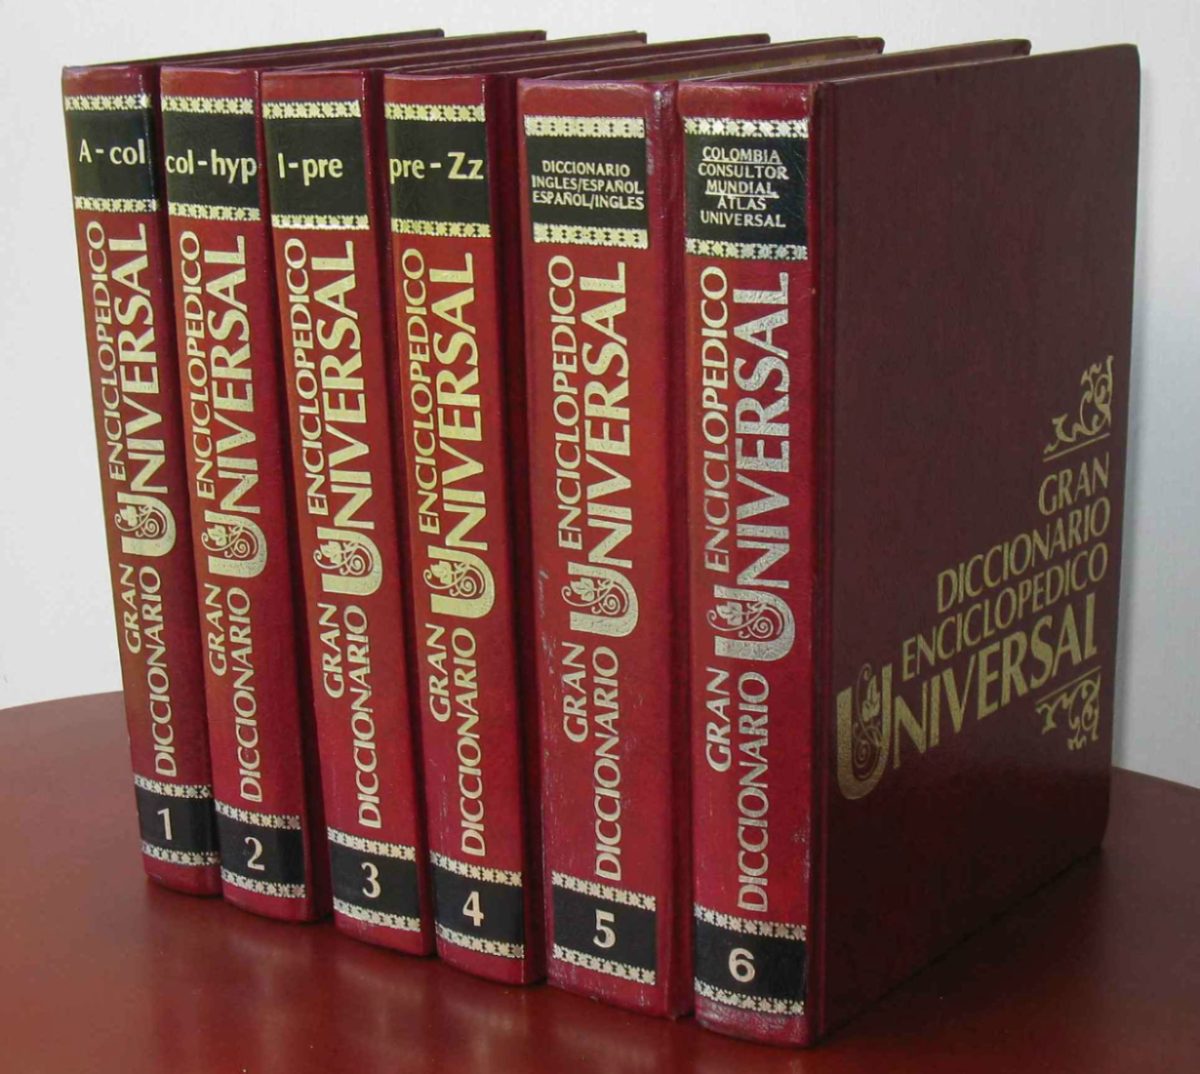 A - col
ENCICLOPEDICO
UNIVERSAL
GRAN
DICCIONARIO
1
col - hyp
ENCICLOPEDICO
UNIVERSAL
GRAN
DICCIONARIO
2
I - pre
ENCICLOPEDICO
UNIVERSAL
GRAN
DICCIONARIO
3
pre - Zz
ENCICLOPEDICO
UNIVERSAL
GRAN
DICCIONARIO
4
DICCIONARIO
INGLES/ESPAÑOL
ESPAÑOL/INGLES
ENCICLOPEDICO
UNIVERSAL
GRAN
DICCIONARIO
5
COLOMBIA
CONSULTOR
MUNDIAL
ATLAS
UNIVERSAL
ENCICLOPEDICO
UNIVERSAL
GRAN
DICCIONARIO
6
GRAN
DICCIONARIO
ENCICLOPEDICO
UNIVERSAL